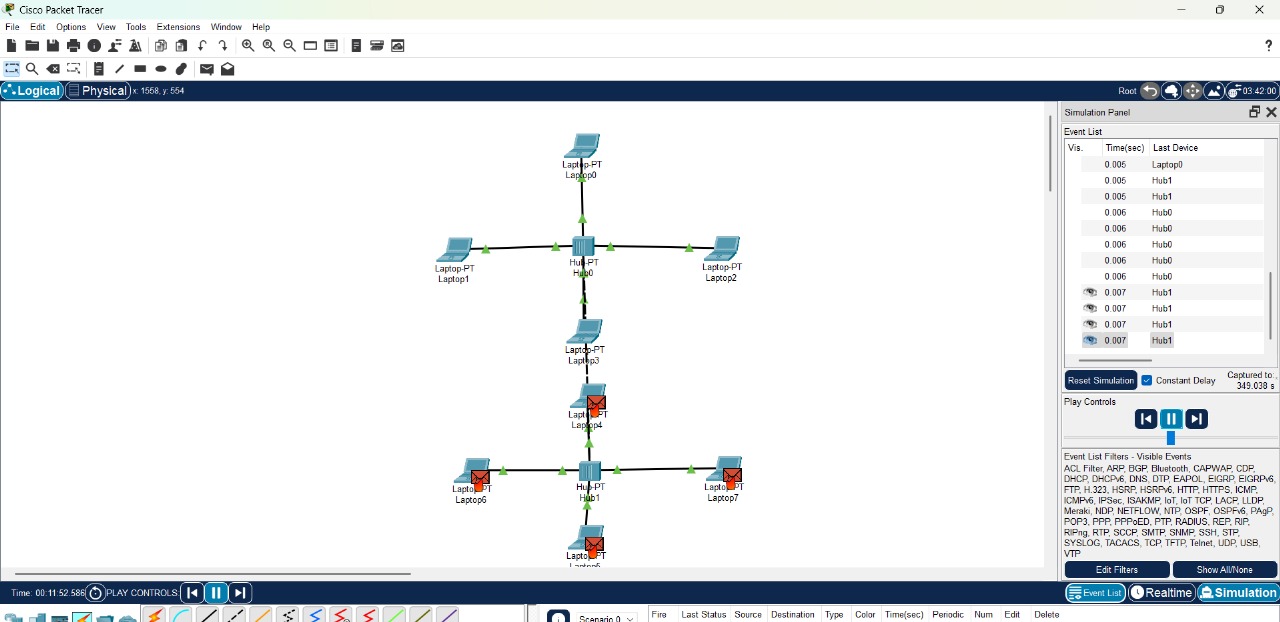 Cisco Packet Tracer
File Edit Options View Tools Extensions Window Help
?
Logical Physical x: 1558, y: 554 Root 03:42:00
Simulation Panel
Event List
Vis. Time(sec) Last Device
0.005 Laptop0
0.005 Hub1
0.005 Hub1
0.006 Hub0
0.006 Hub0
0.006 Hub0
0.006 Hub0
0.006 Hub0
0.007 Hub1
0.007 Hub1
0.007 Hub1
0.007 Hub1
Reset Simulation Constant Delay Captured to:
349.038 s
Play Controls
Event List Filters - Visible Events
ACL Filter, ARP, BGP, Bluetooth, CAPWAP, CDP,
DHCP, DHCPv6, DNS, DTP, EAPOL, EIGRP, EIGRPv6,
FTP, H.323, HSRP, HSRPv6, HTTP, HTTPS, ICMP,
ICMPv6, IPSec, ISAKMP, IoT, IoT TCP, LACP, LLDP,
Meraki, NDP, NETFLOW, NTP, OSPF, OSPFv6, PAgP,
POP3, PPP, PPPoED, PTP, RADIUS, REP, RIP,
RIPng, RTP, SCCP, SMTP, SNMP, SSH, STP,
SYSLOG, TACACS, TCP, TFTP, Telnet, UDP, USB,
VTP
Edit Filters Show All/None
Laptop-PT
Laptop0
Laptop-PT
Laptop1
Hub-PT
Hub0
Laptop-PT
Laptop2
Laptop-PT
Laptop3
Laptop-PT
Laptop4
Laptop-PT
Laptop6
Hub-PT
Hub1
Laptop-PT
Laptop7
Laptop-PT
Laptop5
Time: 00:11:52.586 PLAY CONTROLS: Event List Realtime Simulation
Scenario 0 Fire Last Status Source Destination Type Color Time(sec) Periodic Num Edit Delete